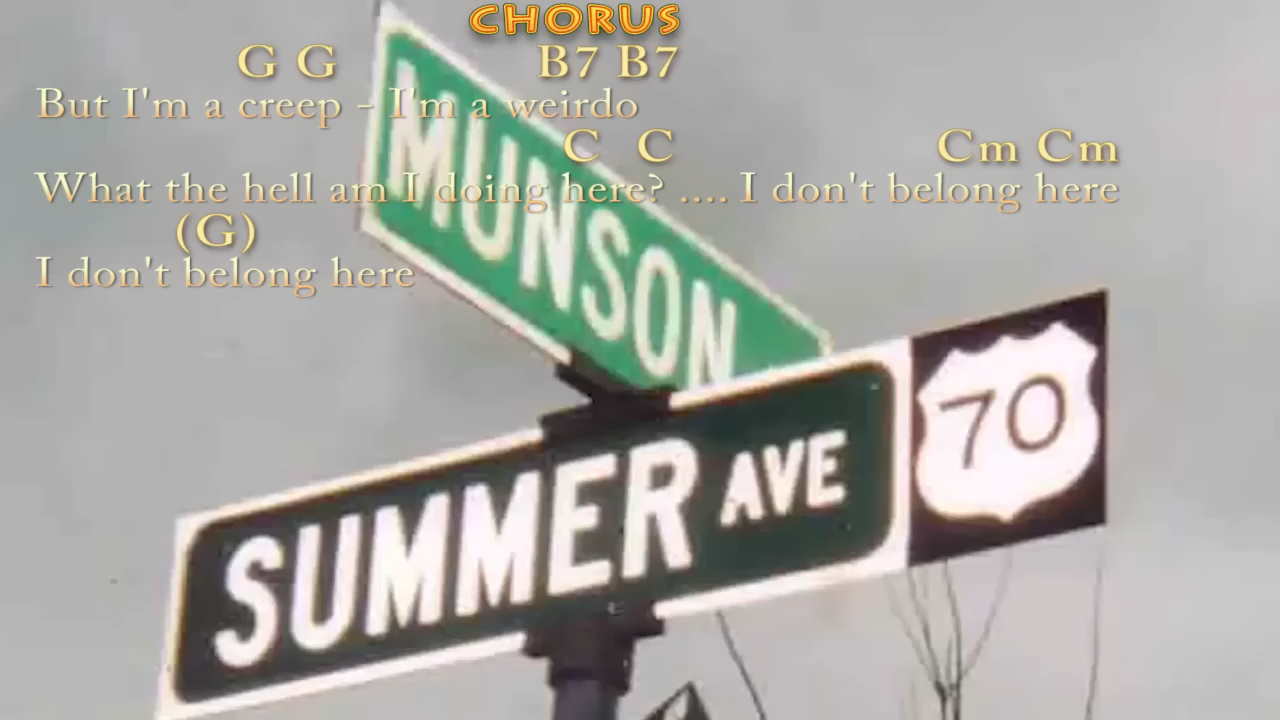 CHORUS
G G B7 B7
But I'm a creep - I'm a weirdo
C C Cm Cm
What the hell am I doing here? .... I don't belong here
(G)
I don't belong here
MUNSON
SUMMER AVE 70